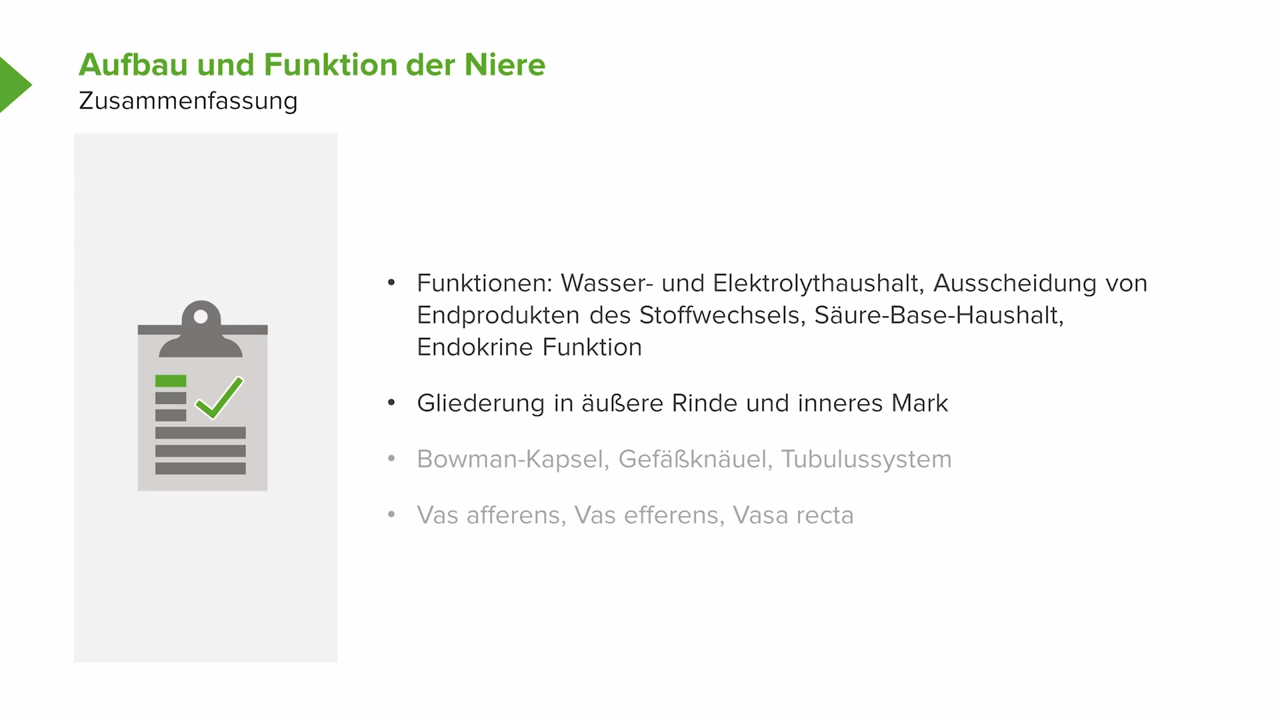 Aufbau und Funktion der Niere
Zusammenfassung
• Funktionen: Wasser- und Elektrolythaushalt, Ausscheidung von
Endprodukten des Stoffwechsels, Säure-Base-Haushalt,
Endokrine Funktion
• Gliederung in äußere Rinde und inneres Mark
• Bowman-Kapsel, Gefäßknäuel, Tubulussystem
• Vas afferens, Vas efferens, Vasa recta